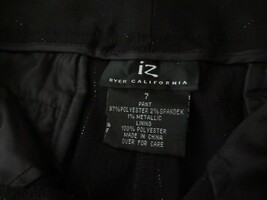 iz
BYER CALIFORNIA
7
PANT
97% POLYESTER 2% SPANDEX
1% METALLIC
LINING
100% POLYESTER
MADE IN CHINA
OVER FOR CARE